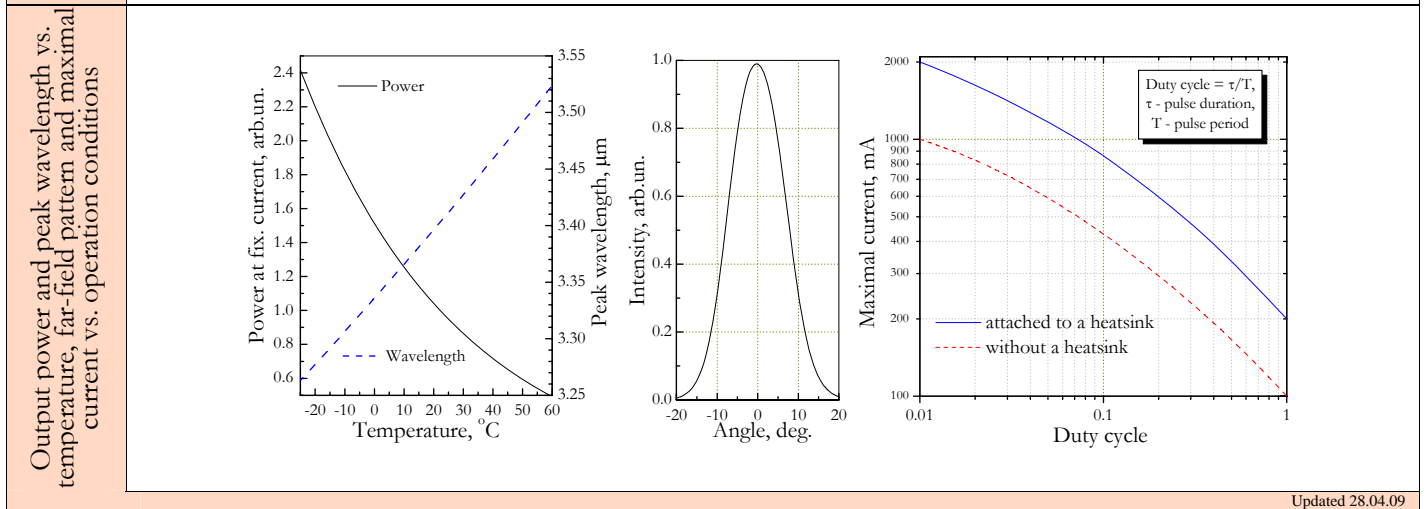 Output power and peak wavelength vs.
temperature, far-field pattern and maximal
current vs. operation conditions
Power at fix. current, arb.un.
2.4
2.2
2.0
1.8
1.6
1.4
1.2
1.0
0.8
0.6
Power
Wavelength
3.55
3.50
3.45
3.40
3.35
3.30
3.25
Peak wavelength, µm
-20 -10 0 10 20 30 40 50 60
Temperature, °C
Intensity, arb.un.
1.0
0.8
0.6
0.4
0.2
0.0
-20 -10 0 10 20
Angle, deg.
Maximal current, mA
2000
1000
900
800
700
600
500
400
300
200
100
Duty cycle = τ/T,
τ - pulse duration,
T - pulse period
attached to a heatsink
without a heatsink
0.01 0.1 1
Duty cycle
Updated 28.04.09